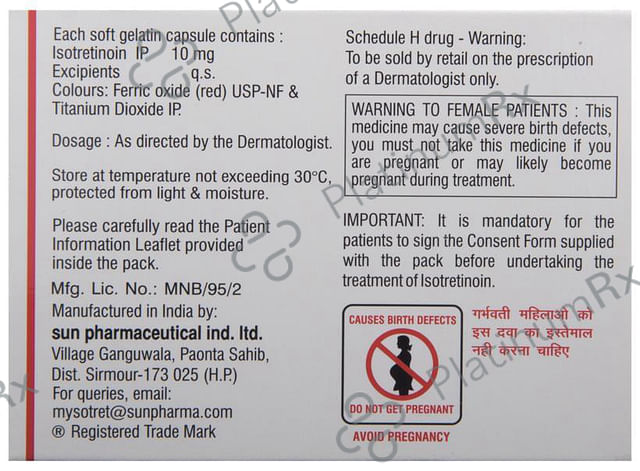 Each soft gelatin capsule contains :
Isotretinoin IP 10 mg
Excipients q.s.
Colours: Ferric oxide (red) USP-NF &
Titanium Dioxide IP.
Dosage : As directed by the Dermatologist.
Store at temperature not exceeding 30°C,
protected from light & moisture.
Please carefully read the Patient
Information Leaflet provided
inside the pack.
Mfg. Lic. No.: MNB/95/2
Manufactured in India by:
sun pharmaceutical ind. ltd.
Village Ganguwala, Paonta Sahib,
Dist. Sirmour-173 025 (H.P.)
For queries, email:
mysotret@sunpharma.com
® Registered Trade Mark
Schedule H drug - Warning:
To be sold by retail on the prescription
of a Dermatologist only.
WARNING TO FEMALE PATIENTS : This
medicine may cause severe birth defects,
you must not take this medicine if you
are pregnant or may likely become
pregnant during treatment.
IMPORTANT: It is mandatory for the
patients to sign the Consent Form supplied
with the pack before undertaking the
treatment of Isotretinoin.
CAUSES BIRTH DEFECTS
DO NOT GET PREGNANT
AVOID PREGNANCY
गर्भवती महिलाओं को
इस दवा का इस्तेमाल
नहीं करना चाहिए
PlatinumRx
PlatinumRx
Rx